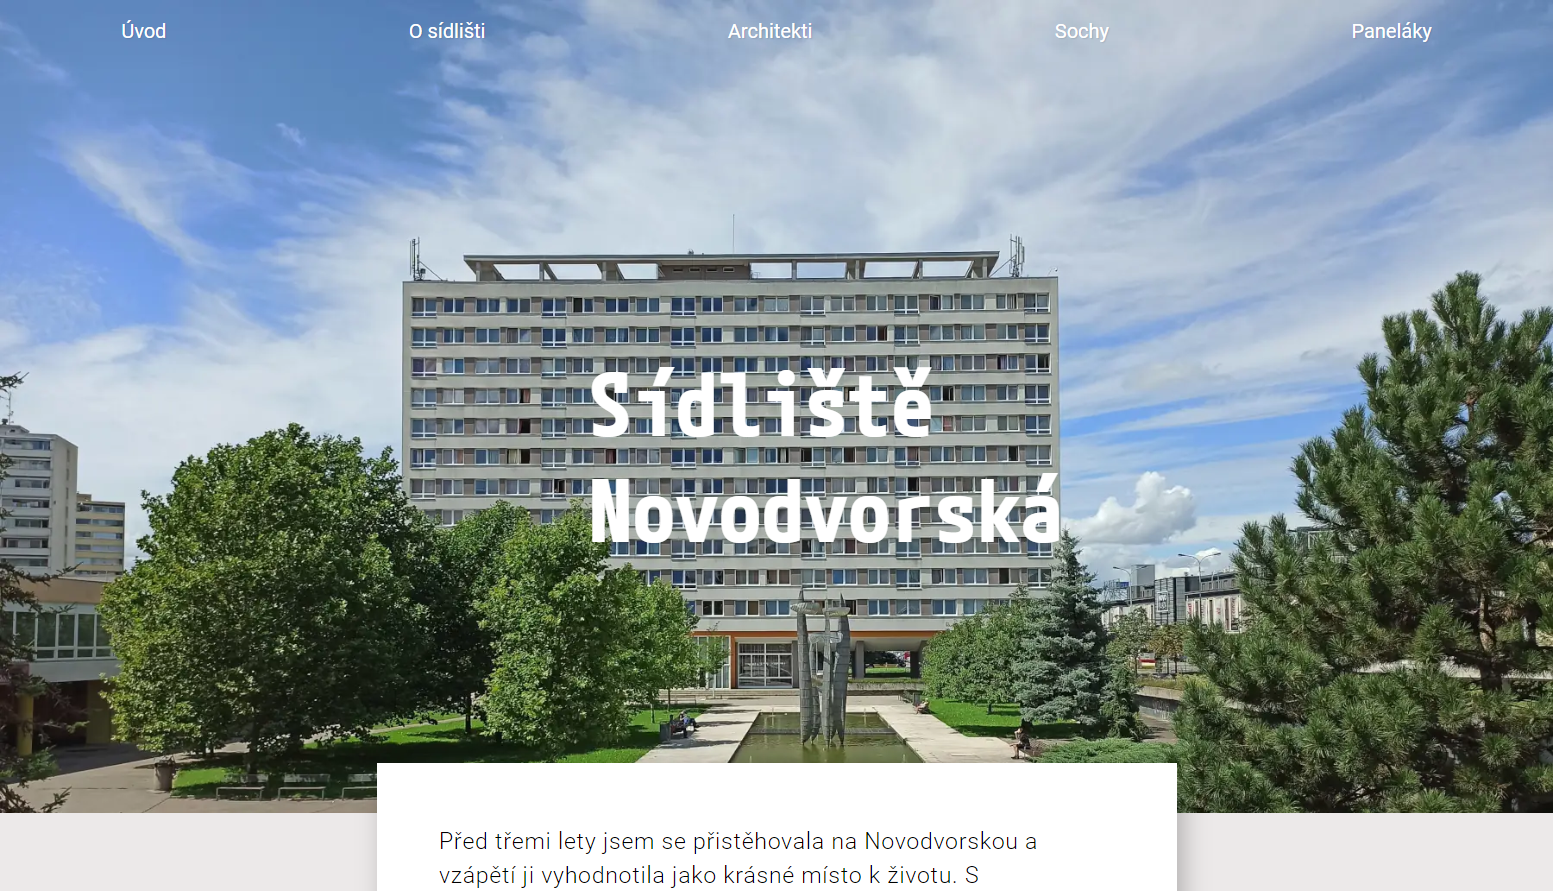 Úvod
O sídlišti
Architekti
Sochy
Paneláky
Sídliště
Novodvorská
Před třemi lety jsem se přistěhovala na Novodvorskou a
vzápětí ji vyhodnotila jako krásné místo k životu. S